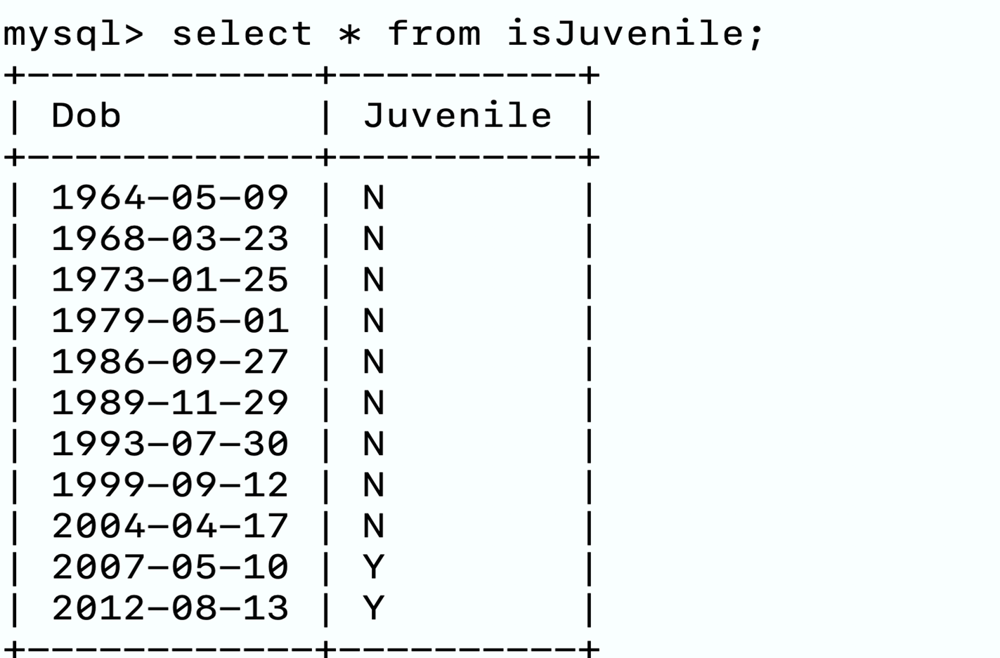 mysql> select * from isJuvenile;
+------------+----------+
| Dob        | Juvenile |
+------------+----------+
| 1964-05-09 | N        |
| 1968-03-23 | N        |
| 1973-01-25 | N        |
| 1979-05-01 | N        |
| 1986-09-27 | N        |
| 1989-11-29 | N        |
| 1993-07-30 | N        |
| 1999-09-12 | N        |
| 2004-04-17 | N        |
| 2007-05-10 | Y        |
| 2012-08-13 | Y        |
+------------+----------+